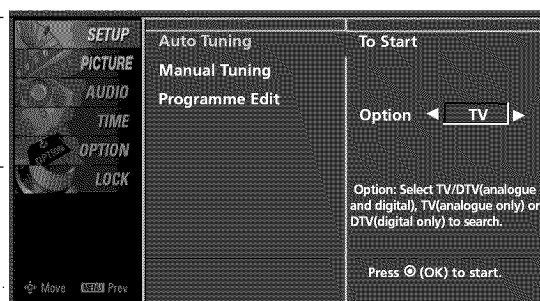 SETUP
PICTURE
AUDIO
TIME
OPTION
LOCK
Move MENU Prev
Auto Tuning
Manual Tuning
Programme Edit
To Start
Option ◀ TV ▶
Option: Select TV/DTV(analogue
and digital), TV(analogue only) or
DTV(digital only) to search.
Press ⊙ (OK) to start.